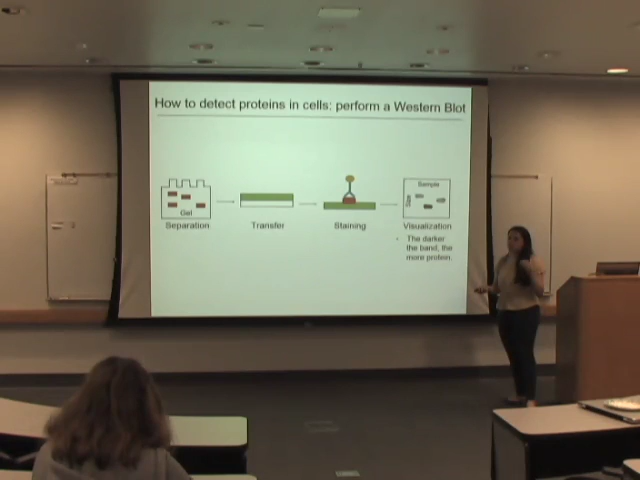 How to detect proteins in cells: perform a Western Blot
Gel
Sample
Size
Separation
Transfer
Staining
Visualization
• The darker
the band, the
more protein.